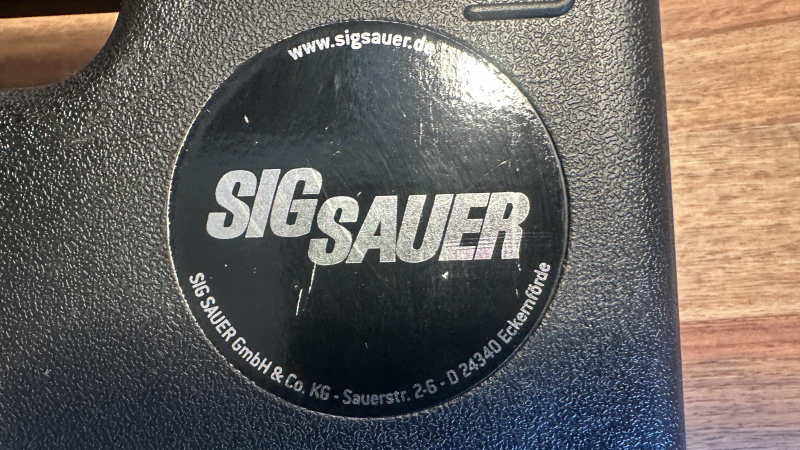 www.sigsauer.de
SIG SAUER
SIG SAUER GmbH & Co. KG - Sauerstr. 2-6 - D 24340 Eckernförde